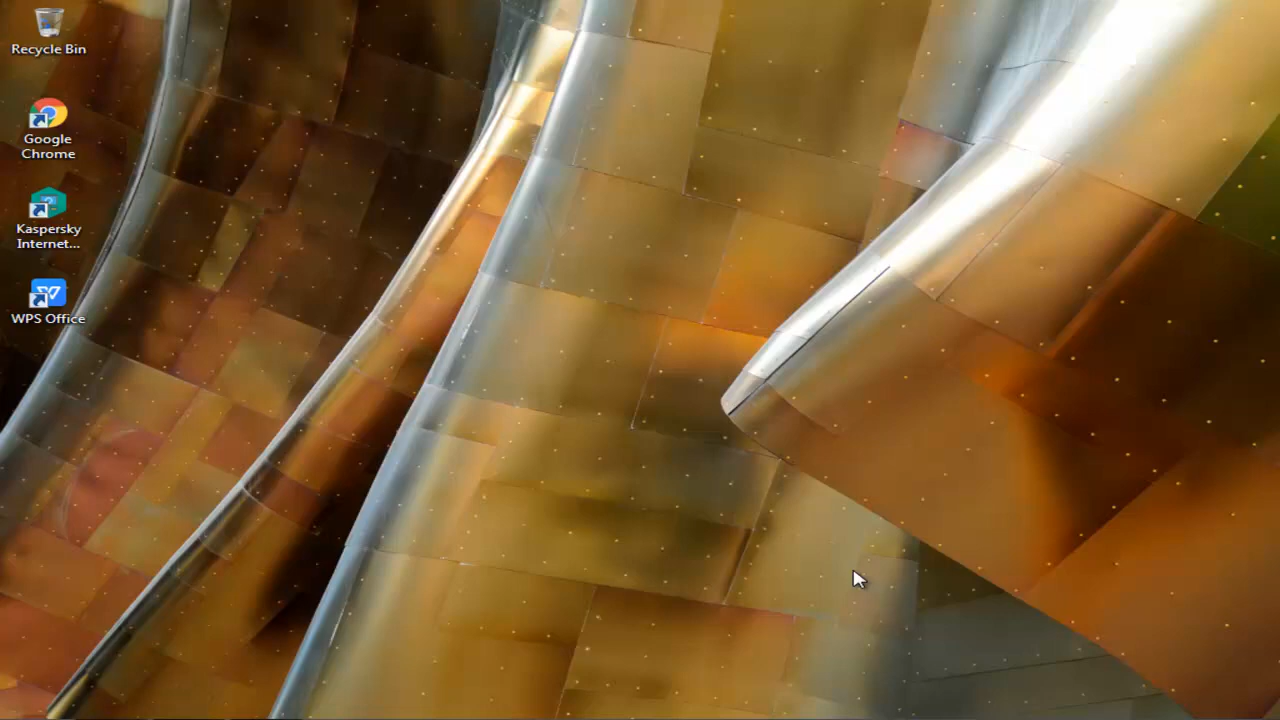 Recycle Bin
Google
Chrome
Kaspersky
Internet...
WPS Office